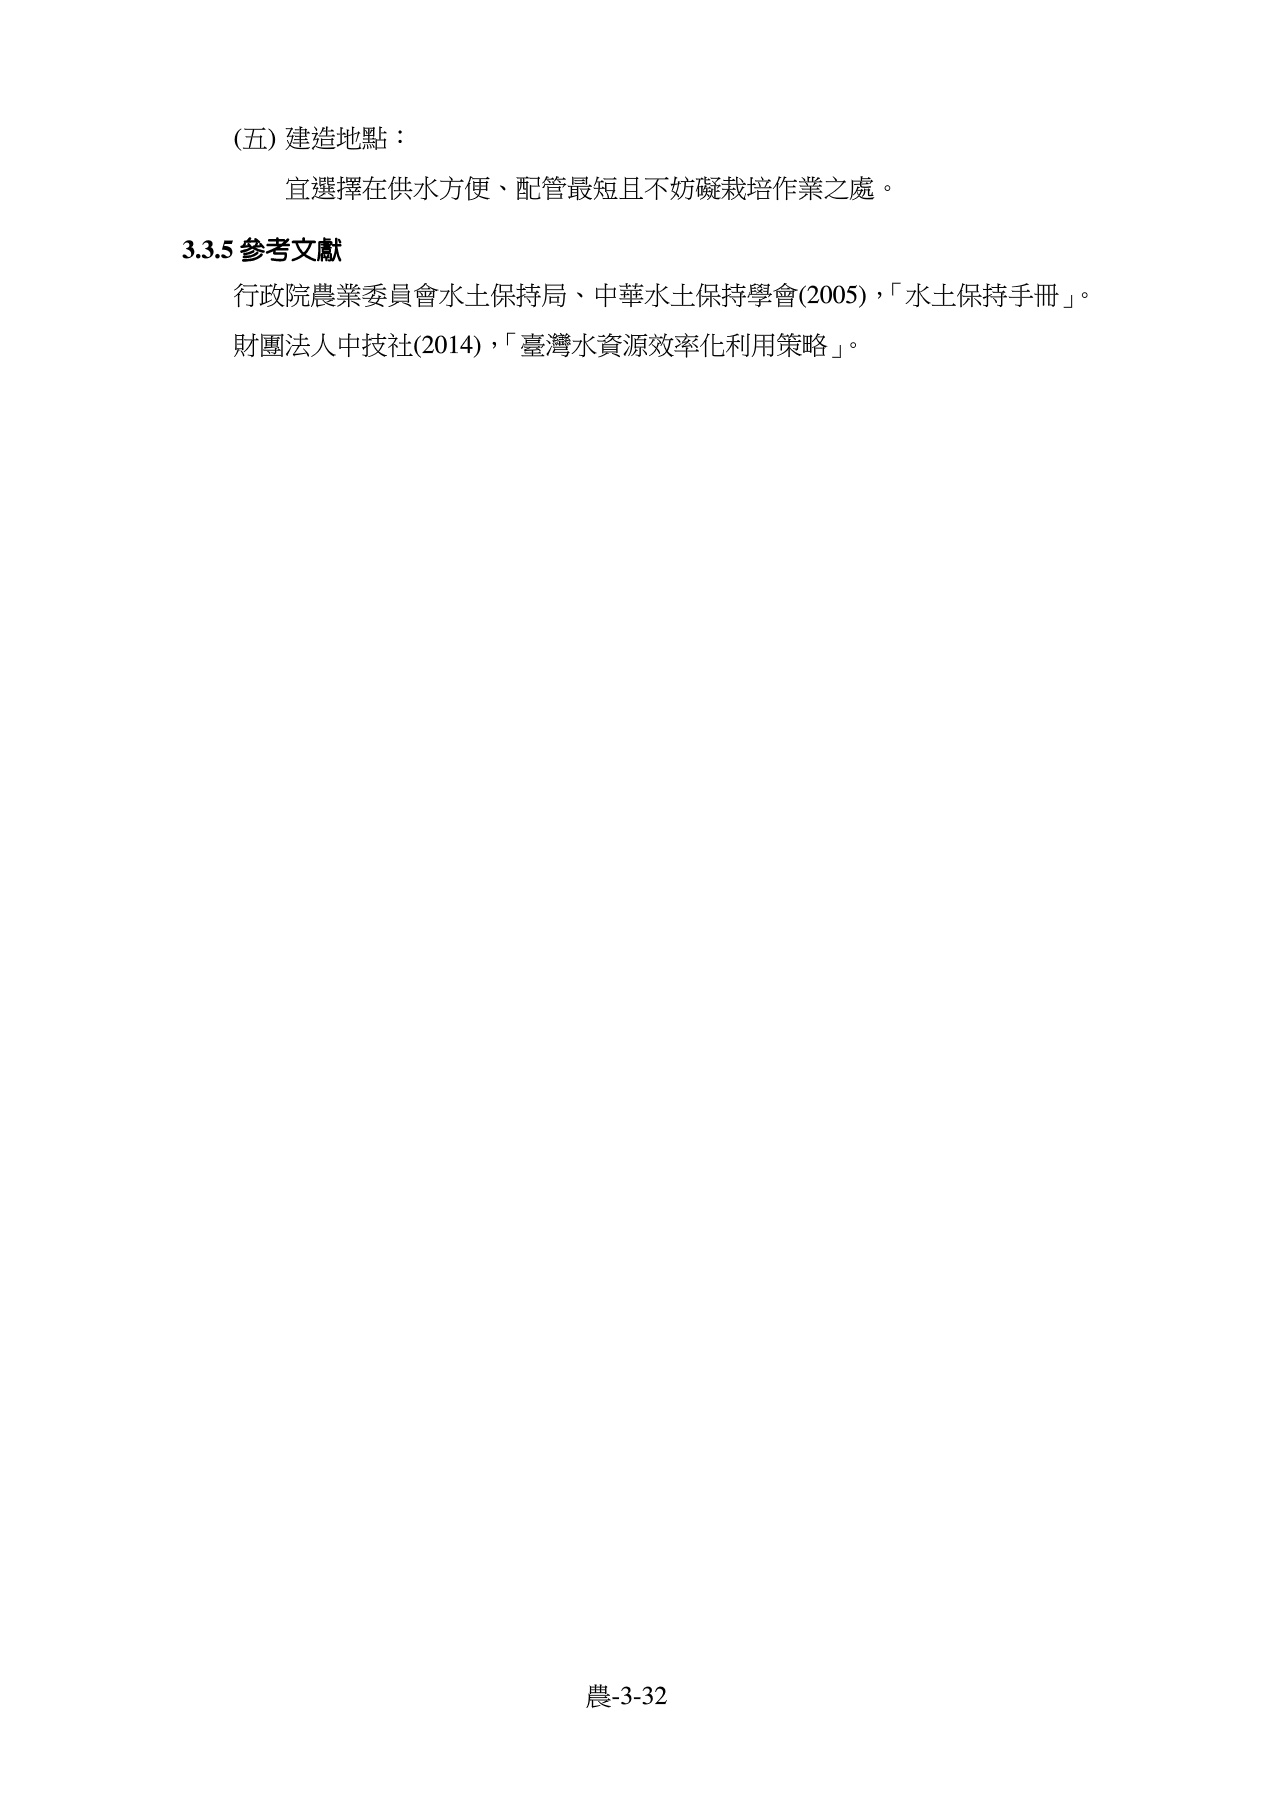 (五) 建造地點：
宜選擇在供水方便、配管最短且不妨礙栽培作業之處。
3.3.5 參考文獻
行政院農業委員會水土保持局、中華水土保持學會(2005)，「水土保持手冊」。
財團法人中技社(2014)，「臺灣水資源效率化利用策略」。
農-3-32